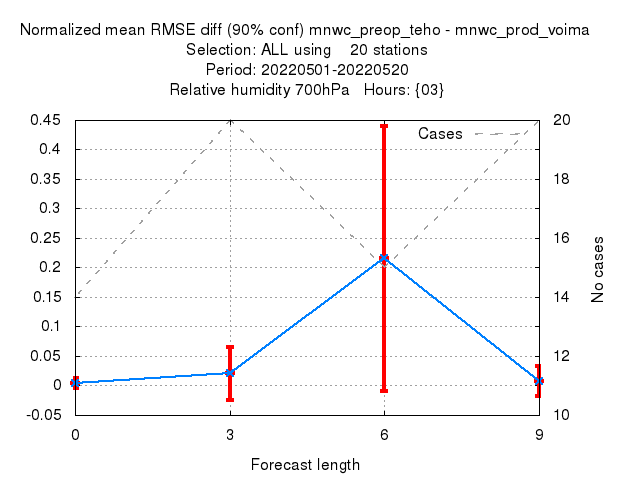 Normalized mean RMSE diff (90% conf) mnwc_preop_teho - mnwc_prod_voima
Selection: ALL using    20 stations
Period: 20220501-20220520
Relative humidity 700hPa   Hours: {03}
Cases
0.45
0.4
0.35
0.3
0.25
0.2
0.15
0.1
0.05
0
-0.05
20
18
16
14
12
10
No cases
0 3 6 9
Forecast length